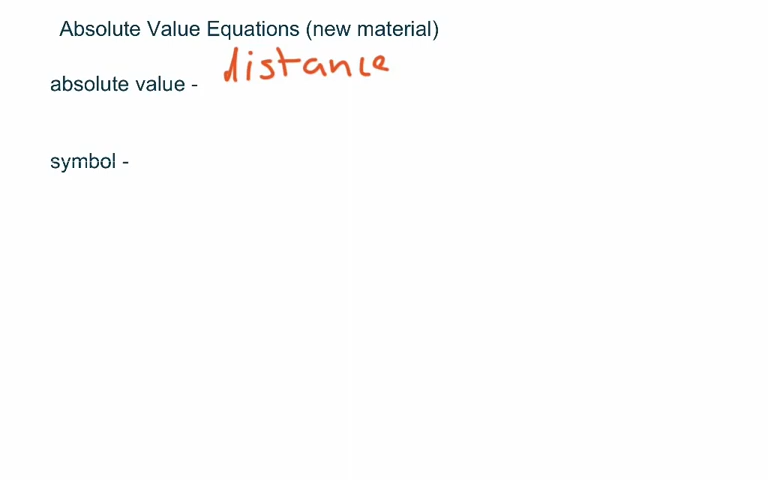 Absolute Value Equations (new material)
absolute value - distance
symbol -